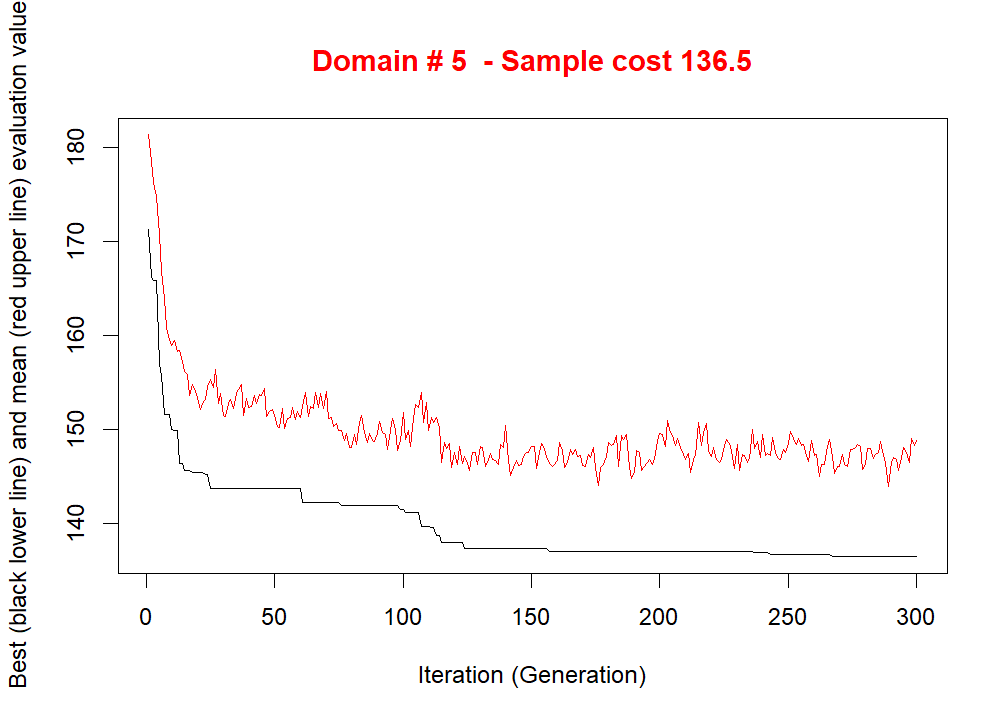 Domain # 5  - Sample cost 136.5
Best (black lower line) and mean (red upper line) evaluation value
180
170
160
150
140
0 50 100 150 200 250 300
Iteration (Generation)